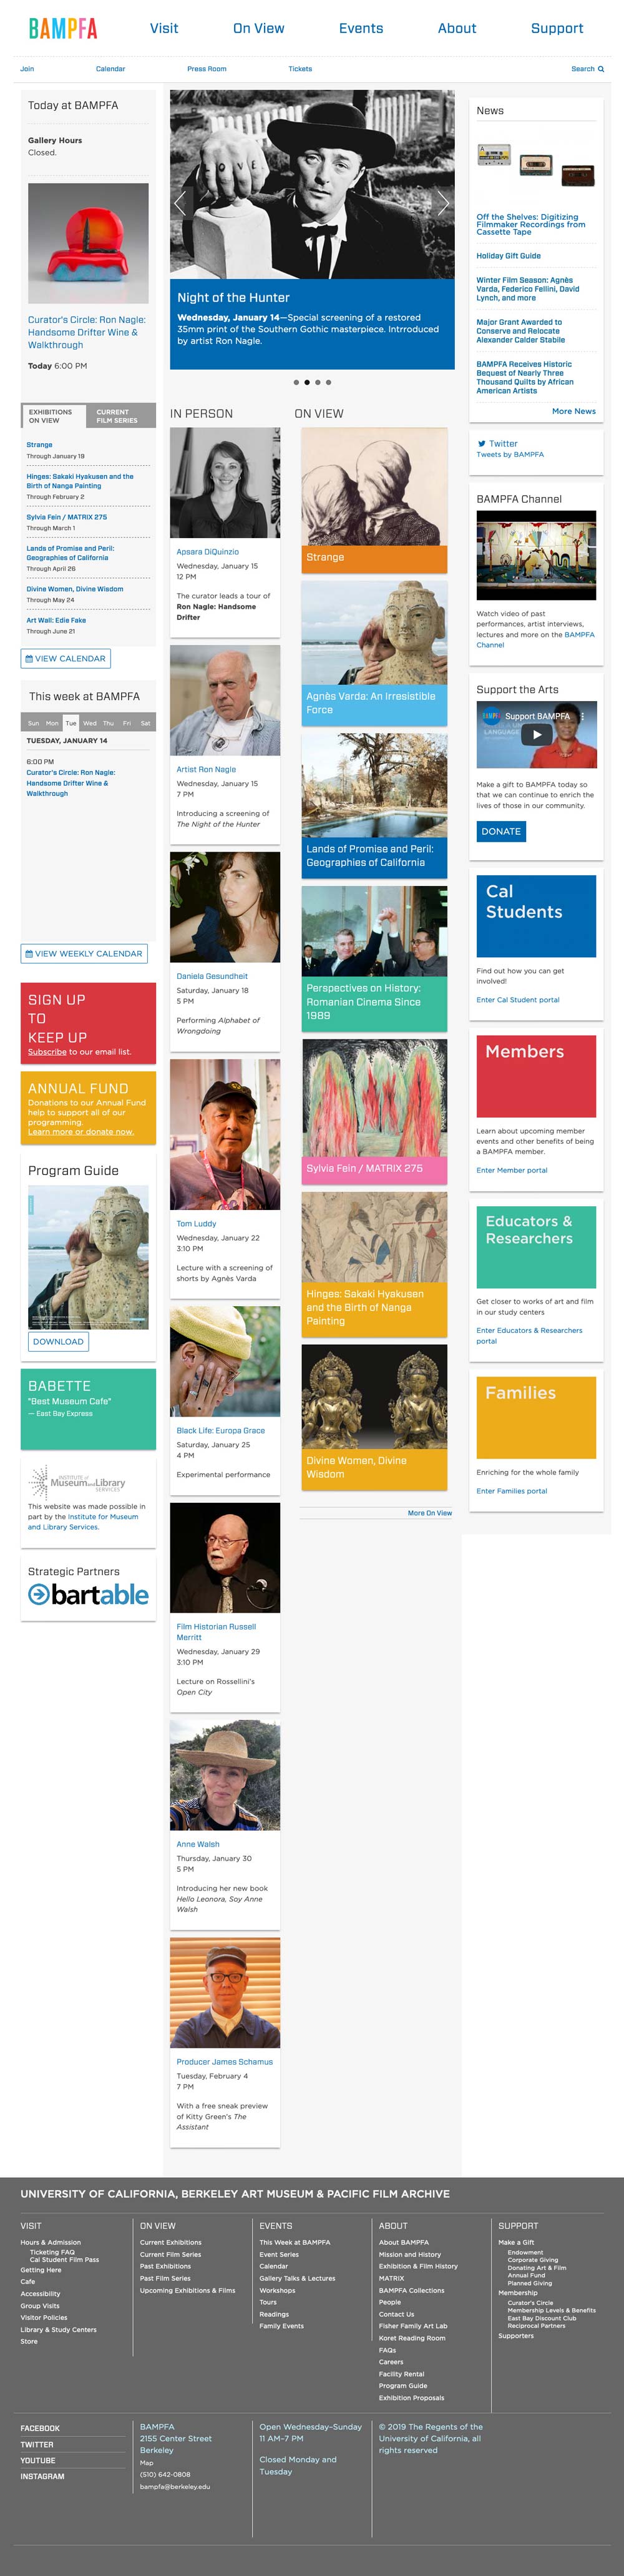 BAMPFA
Visit
On View
Events
About
Support
Join
Calendar
Press Room
Tickets
Search
Today at BAMPFA
Gallery Hours
Closed.
Curator's Circle: Ron Nagle:
Handsome Drifter Wine &
Walkthrough
Today 6:00 PM
EXHIBITIONS
ON VIEW
CURRENT
FILM SERIES
Strange
Through January 19
Hinges: Sakaki Hyakusen and the
Birth of Nanga Painting
Through February 2
Sylvia Fein / MATRIX 275
Through March 1
Lands of Promise and Peril:
Geographies of California
Through April 26
Divine Women, Divine Wisdom
Through May 24
Art Wall: Edie Fake
Through June 21
VIEW CALENDAR
This week at BAMPFA
Sun Mon Tue Wed Thu Fri Sat
TUESDAY, JANUARY 14
6:00 PM
Curator's Circle: Ron Nagle:
Handsome Drifter Wine &
Walkthrough
VIEW WEEKLY CALENDAR
SIGN UP
TO
KEEP UP
Subscribe to our email list.
ANNUAL FUND
Donations to our Annual Fund
help to support all of our
programming.
Learn more or donate now.
Program Guide
DOWNLOAD
BABETTE
"Best Museum Cafe"
— East Bay Express
INSTITUTE of
Museum and Library
SERVICES
This website was made possible in
part by the Institute for Museum
and Library Services.
Strategic Partners
bartable
LOVE
Night of the Hunter
Wednesday, January 14—Special screening of a restored
35mm print of the Southern Gothic masterpiece. Intrroduced
by artist Ron Nagle.
IN PERSON
Apsara DiQuinzio
Wednesday, January 15
12 PM
The curator leads a tour of
Ron Nagle: Handsome
Drifter
Artist Ron Nagle
Wednesday, January 15
7 PM
Introducing a screening of
The Night of the Hunter
Daniela Gesundheit
Saturday, January 18
5 PM
Performing Alphabet of
Wrongdoing
Tom Luddy
Wednesday, January 22
3:10 PM
Lecture with a screening of
shorts by Agnès Varda
Black Life: Europa Grace
Saturday, January 25
4 PM
Experimental performance
Film Historian Russell
Merritt
Wednesday, January 29
3:10 PM
Lecture on Rossellini's
Open City
Anne Walsh
Thursday, January 30
5 PM
Introducing her new book
Hello Leonora, Soy Anne
Walsh
Producer James Schamus
Tuesday, February 4
7 PM
With a free sneak preview
of Kitty Green's The
Assistant
ON VIEW
Strange
Agnès Varda: An Irresistible
Force
Lands of Promise and Peril:
Geographies of California
Perspectives on History:
Romanian Cinema Since
1989
Sylvia Fein / MATRIX 275
Hinges: Sakaki Hyakusen
and the Birth of Nanga
Painting
Divine Women, Divine
Wisdom
More On View
News
Off the Shelves: Digitizing
Filmmaker Recordings from
Cassette Tape
Holiday Gift Guide
Winter Film Season: Agnès
Varda, Federico Fellini, David
Lynch, and more
Major Grant Awarded to
Conserve and Relocate
Alexander Calder Stabile
BAMPFA Receives Historic
Bequest of Nearly Three
Thousand Quilts by African
American Artists
More News
Twitter
Tweets by BAMPFA
BAMPFA Channel
Watch video of past
performances, artist interviews,
lectures and more on the BAMPFA
Channel
Support the Arts
Support BAMPFA
Make a gift to BAMPFA today so
that we can continue to enrich the
lives of those in our community.
DONATE
Cal
Students
Find out how you can get
involved!
Enter Cal Student portal
Members
Learn about upcoming member
events and other benefits of being
a BAMPFA member.
Enter Member portal
Educators &
Researchers
Get closer to works of art and film
in our study centers
Enter Educators & Researchers
portal
Families
Enriching for the whole family
Enter Families portal
UNIVERSITY OF CALIFORNIA, BERKELEY ART MUSEUM & PACIFIC FILM ARCHIVE
VISIT
Hours & Admission
Ticketing FAQ
Cal Student Film Pass
Getting Here
Cafe
Accessibility
Group Visits
Visitor Policies
Library & Study Centers
Store
ON VIEW
Current Exhibitions
Current Film Series
Past Exhibitions
Past Film Series
Upcoming Exhibitions & Films
EVENTS
This Week at BAMPFA
Event Series
Calendar
Gallery Talks & Lectures
Workshops
Tours
Readings
Family Events
ABOUT
About BAMPFA
Mission and History
Exhibition & Film History
MATRIX
BAMPFA Collections
People
Contact Us
Fisher Family Art Lab
Koret Reading Room
FAQs
Careers
Facility Rental
Program Guide
Exhibition Proposals
SUPPORT
Make a Gift
Endowment
Corporate Giving
Donating Art & Film
Annual Fund
Planned Giving
Membership
Curator's Circle
Membership Levels & Benefits
East Bay Discount Club
Reciprocal Partners
Supporters
FACEBOOK
TWITTER
YOUTUBE
INSTAGRAM
BAMPFA
2155 Center Street
Berkeley
Map
(510) 642-0808
bampfa@berkeley.edu
Open Wednesday–Sunday
11 AM–7 PM
Closed Monday and
Tuesday
© 2019 The Regents of the
University of California, all
rights reserved